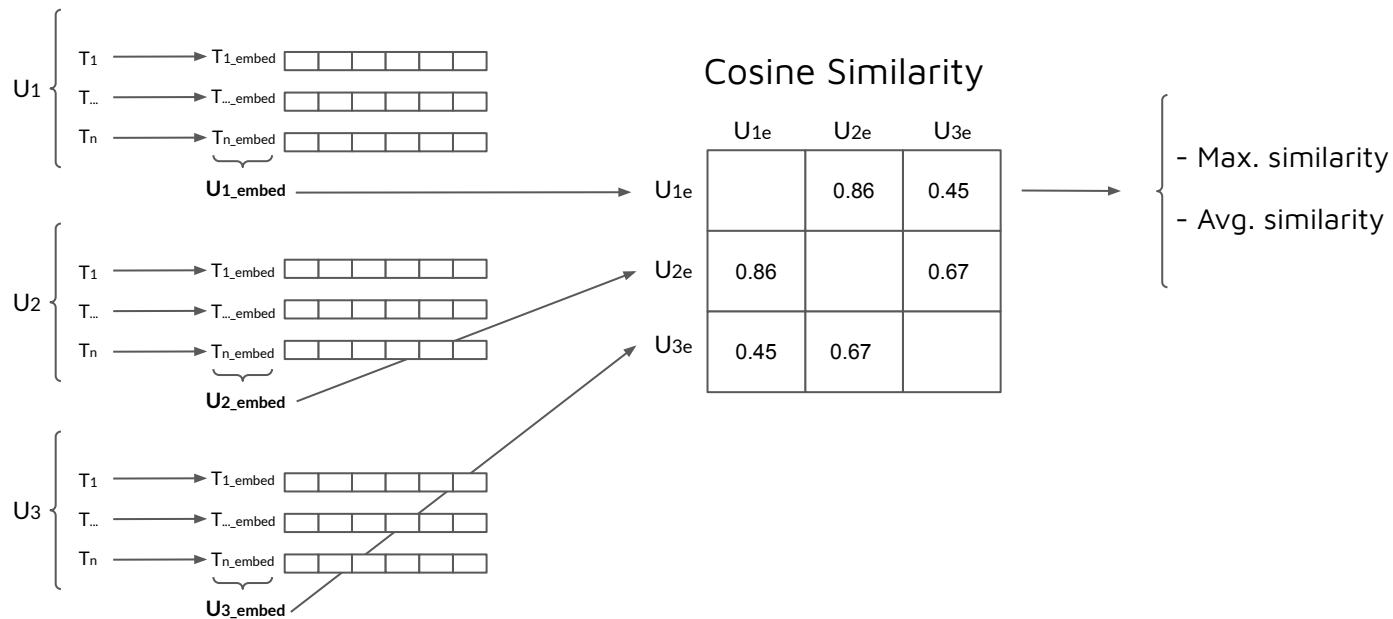 U1
T1
T1_embed
T...
T..._embed
Tn
Tn_embed
U1_embed
U2
T1
T1_embed
T...
T..._embed
Tn
Tn_embed
U2_embed
U3
T1
T1_embed
T...
T..._embed
Tn
Tn_embed
U3_embed
Cosine Similarity
U1e U2e U3e
U1e 0.86 0.45
U2e 0.86 0.67
U3e 0.45 0.67
- Max. similarity
- Avg. similarity